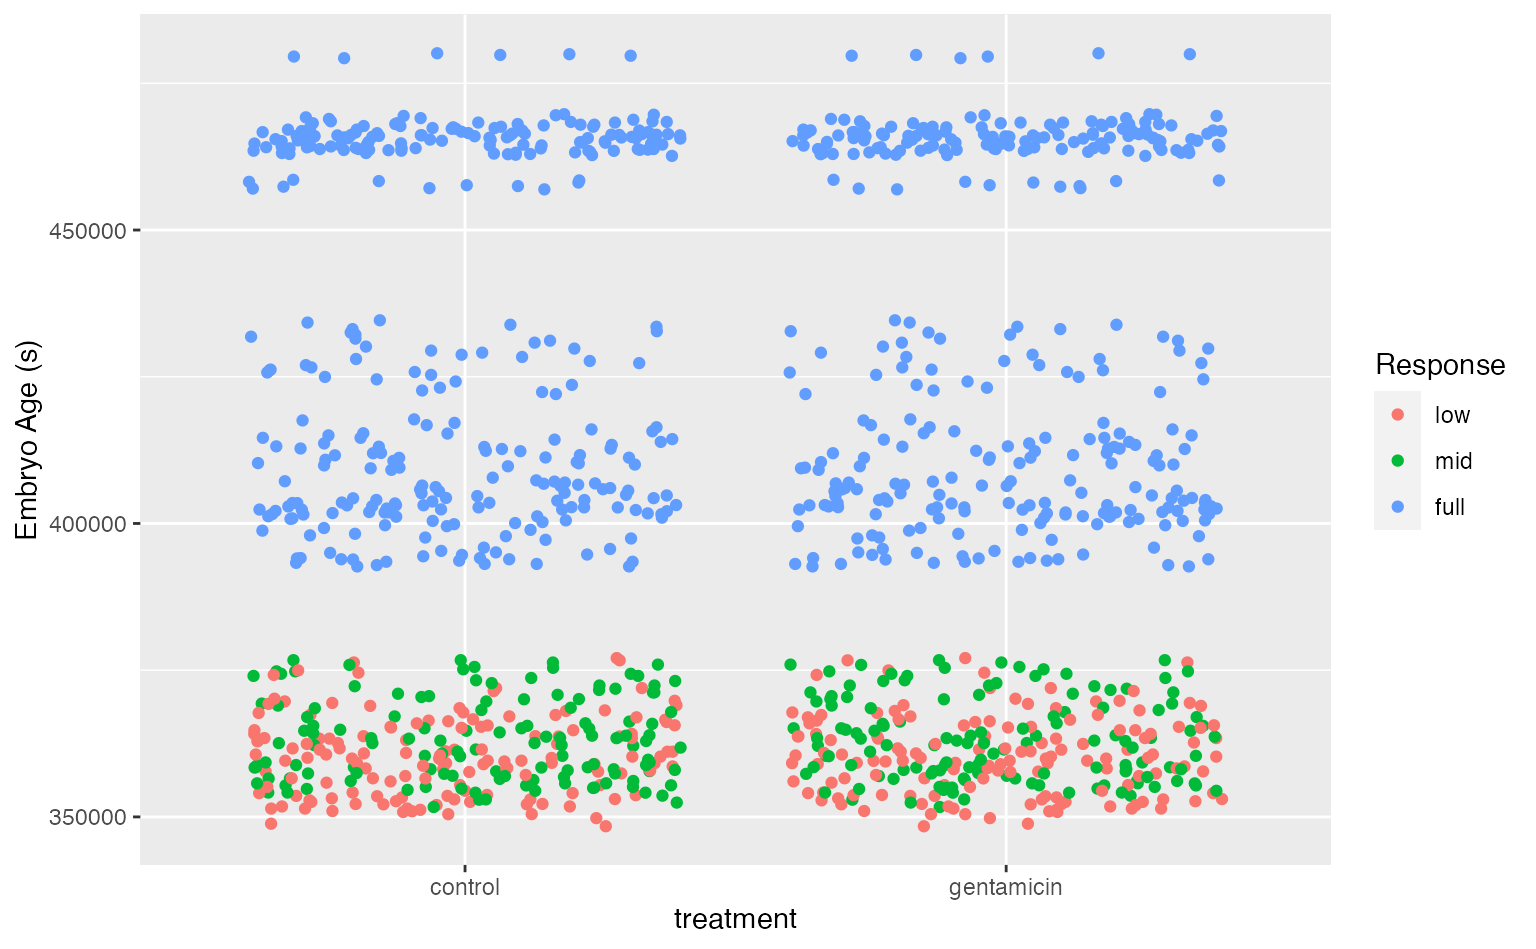 Embryo Age (s)
450000
400000
350000
control
gentamicin
treatment
Response
low
mid
full